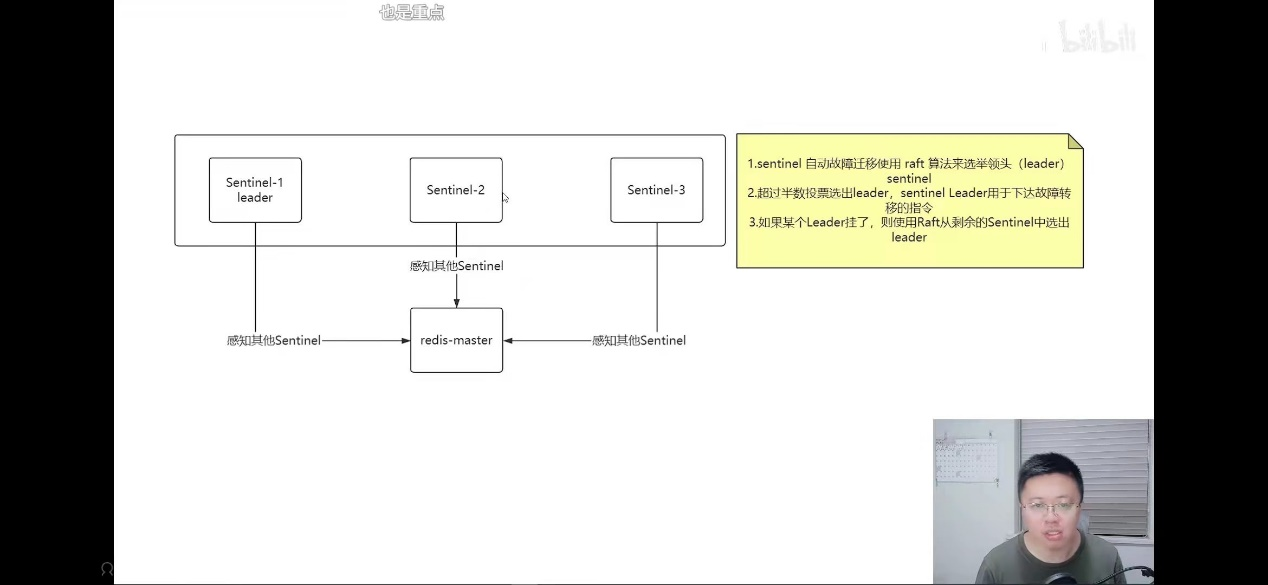 也是重点
bilibili
Sentinel-1
leader
Sentinel-2
Sentinel-3
1.sentinel 自动故障迁移使用 raft 算法来选举领头（leader）
sentinel
2.超过半数投票选出leader，sentinel Leader用于下达故障转
移的指令
3.如果某个Leader挂了，则使用Raft从剩余的Sentinel中选出
leader
感知其他Sentinel
感知其他Sentinel
redis-master
感知其他Sentinel